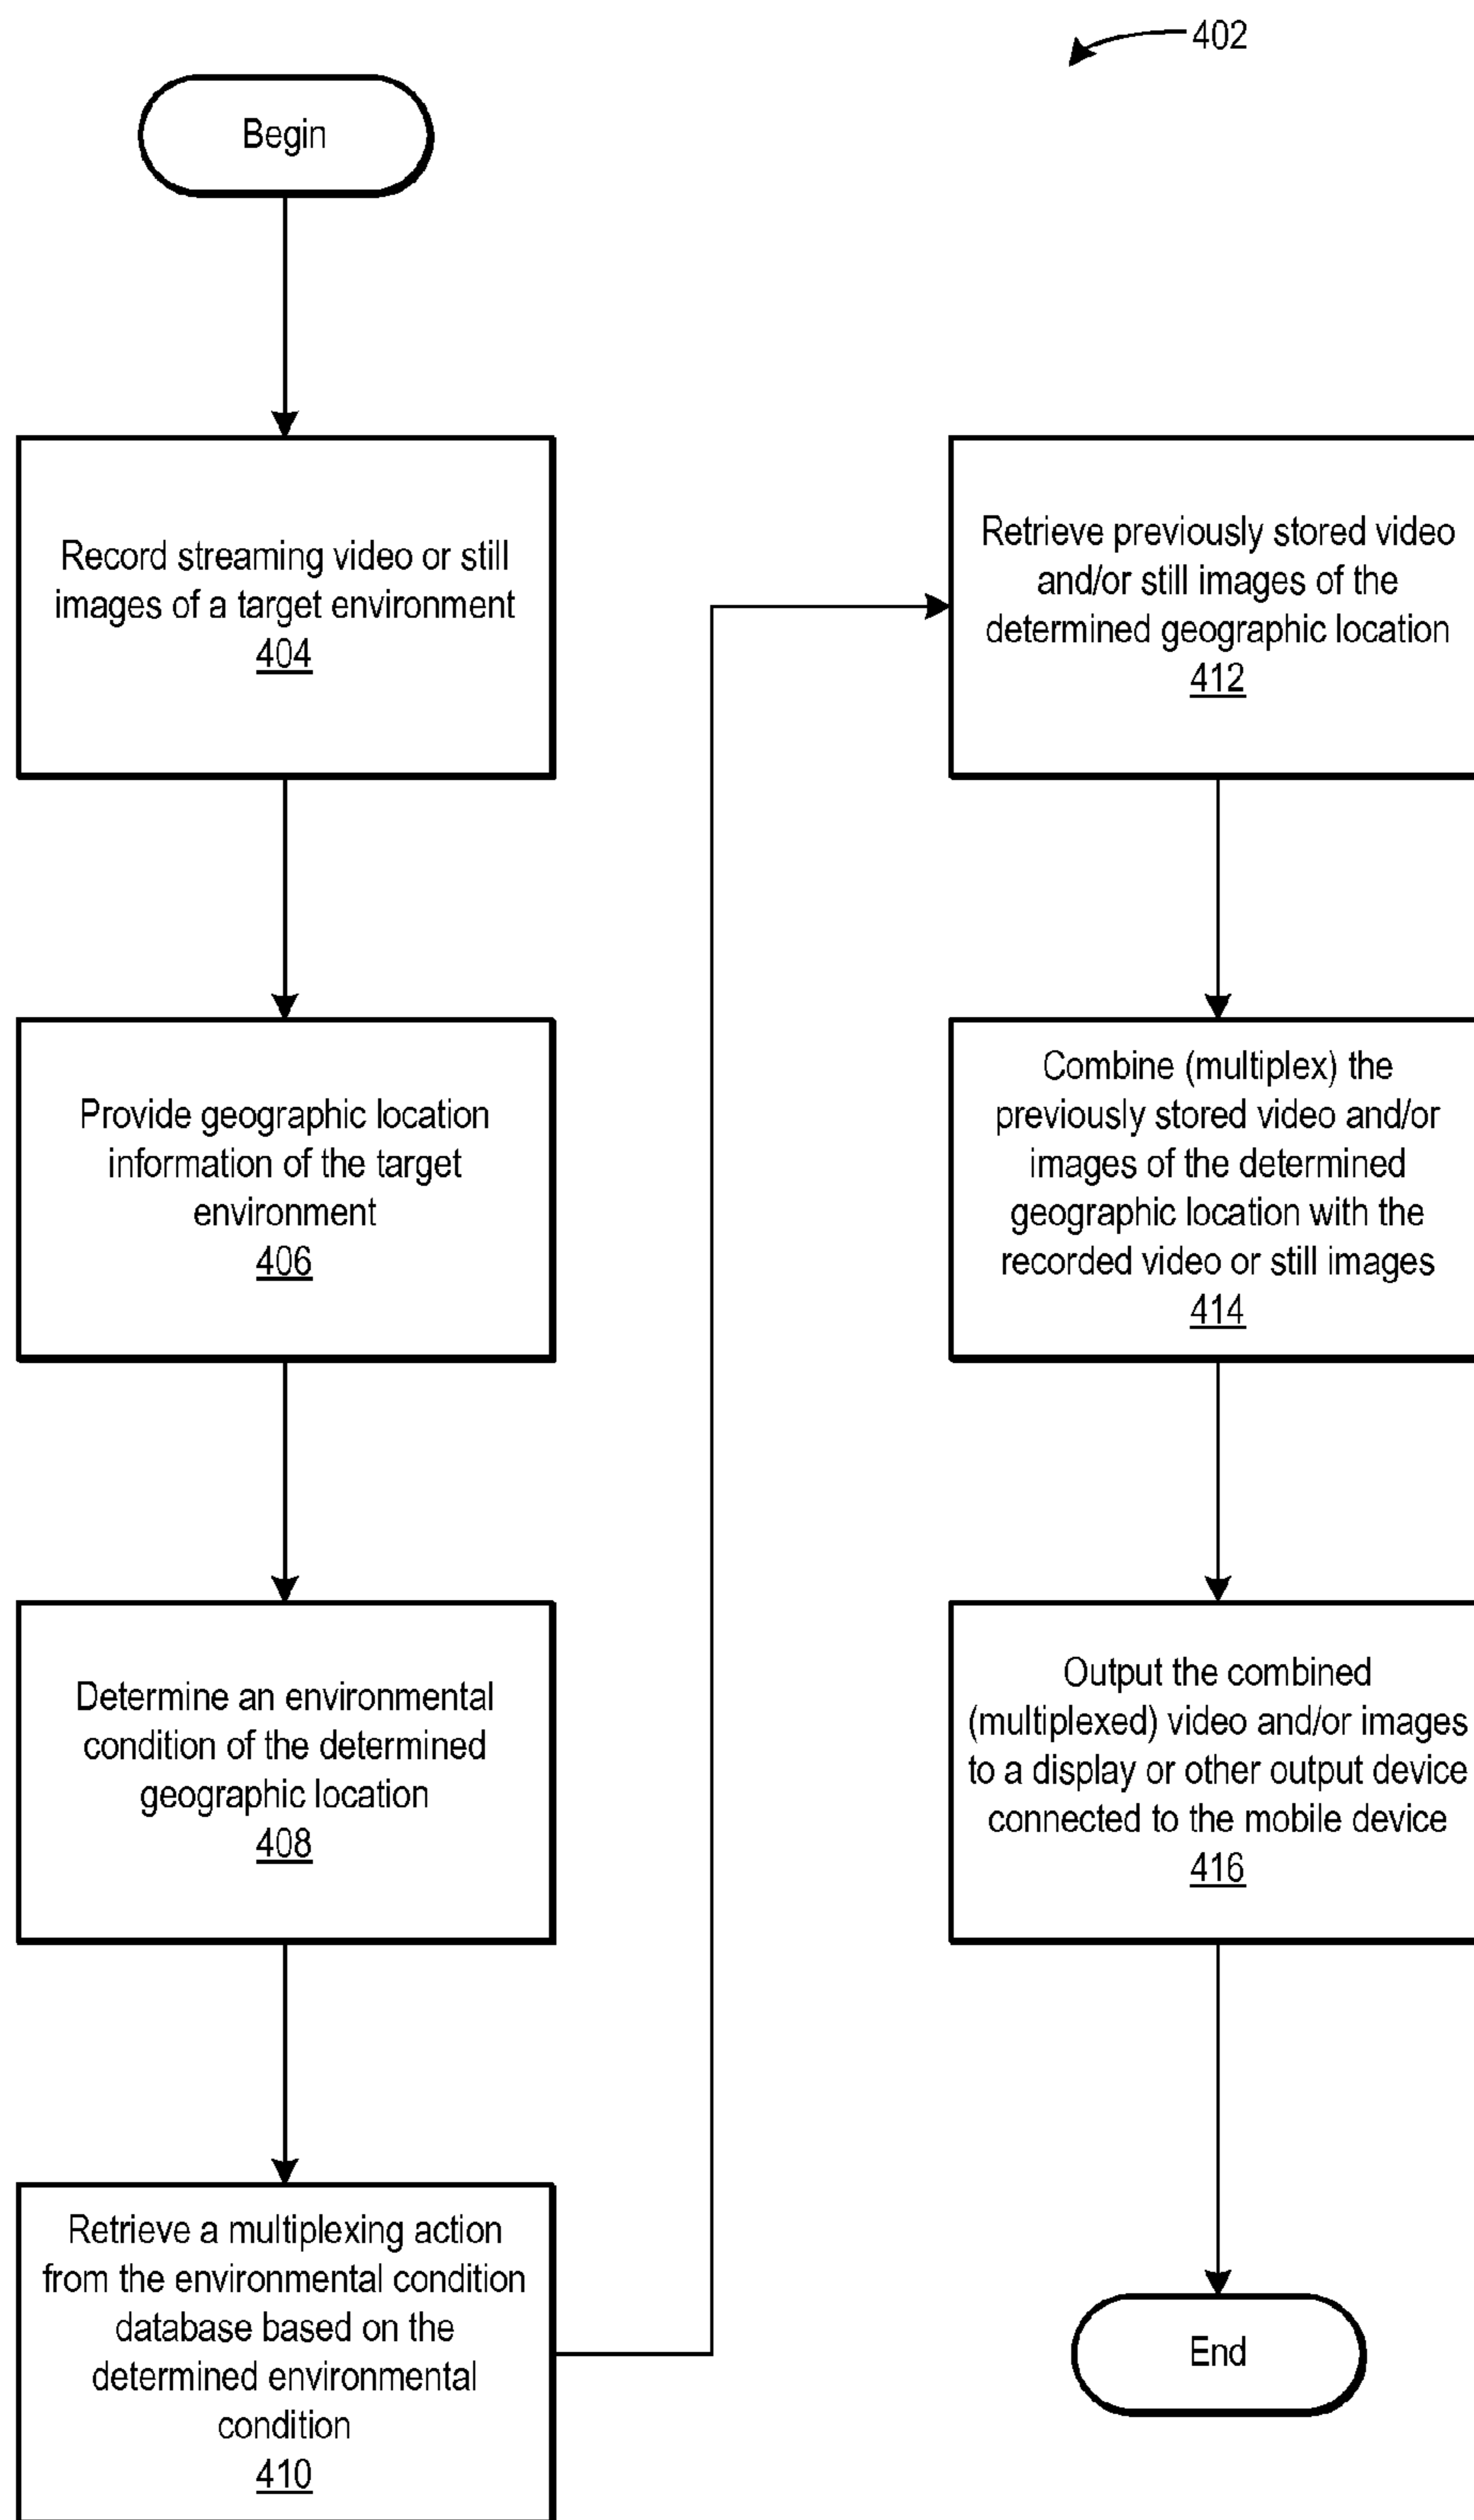 402
Begin
Record streaming video or still
images of a target environment
404
Provide geographic location
information of the target
environment
406
Determine an environmental
condition of the determined
geographic location
408
Retrieve a multiplexing action
from the environmental condition
database based on the
determined environmental
condition
410
Retrieve previously stored video
and/or still images of the
determined geographic location
412
Combine (multiplex) the
previously stored video and/or
images of the determined
geographic location with the
recorded video or still images
414
Output the combined
(multiplexed) video and/or images
to a display or other output device
connected to the mobile device
416
End